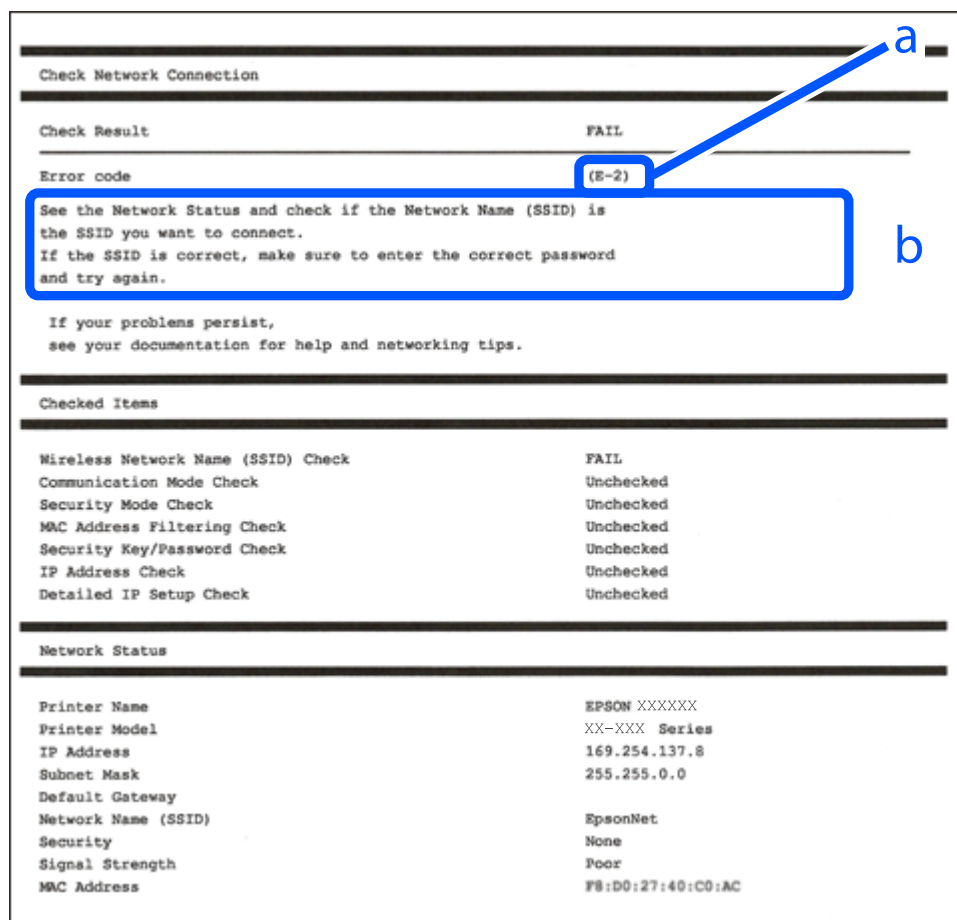 a
Check Network Connection
Check Result FAIL
Error code (E-2)
See the Network Status and check if the Network Name (SSID) is
the SSID you want to connect.
If the SSID is correct, make sure to enter the correct password
and try again.
b
If your problems persist,
see your documentation for help and networking tips.
Checked Items
Wireless Network Name (SSID) Check FAIL
Communication Mode Check Unchecked
Security Mode Check Unchecked
MAC Address Filtering Check Unchecked
Security Key/Password Check Unchecked
IP Address Check Unchecked
Detailed IP Setup Check Unchecked
Network Status
Printer Name EPSON XXXXXX
Printer Model XX-XXX Series
IP Address 169.254.137.8
Subnet Mask 255.255.0.0
Default Gateway
Network Name (SSID) EpsonNet
Security None
Signal Strength Poor
MAC Address F8:D0:27:40:C0:AC